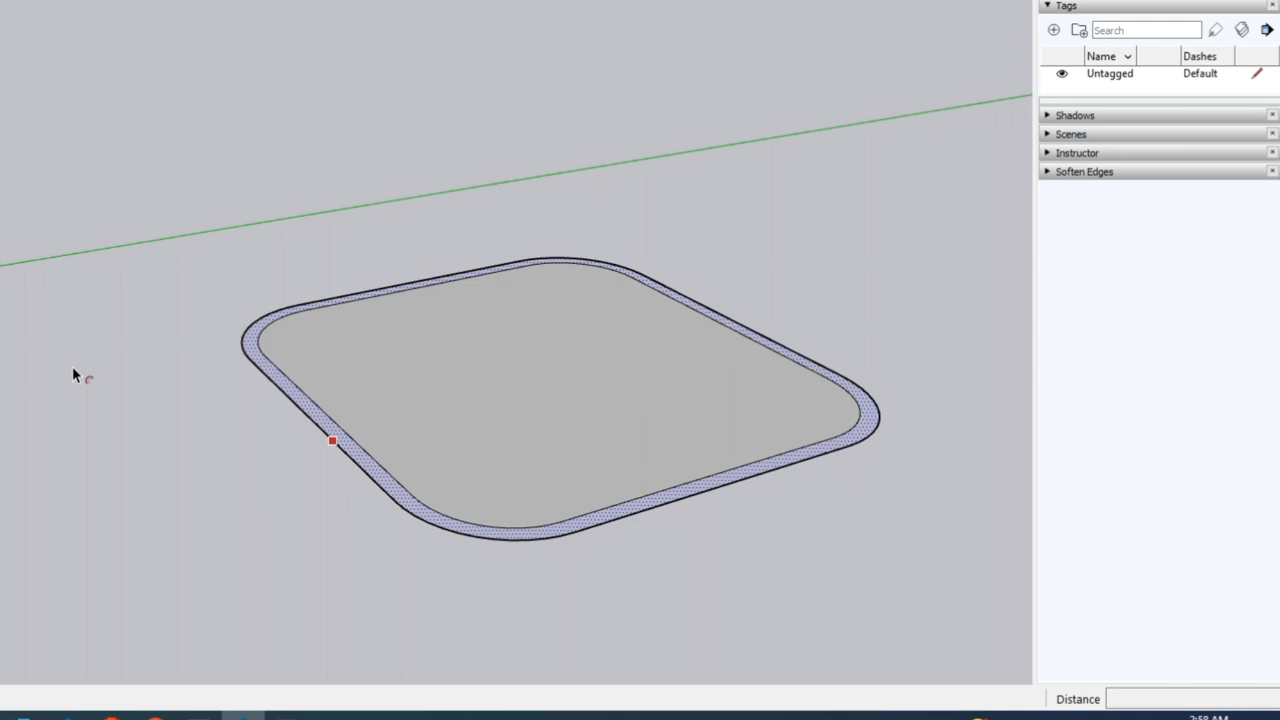 Tags
Search
Name Dashes
Untagged Default
Shadows
Scenes
Instructor
Soften Edges
Distance